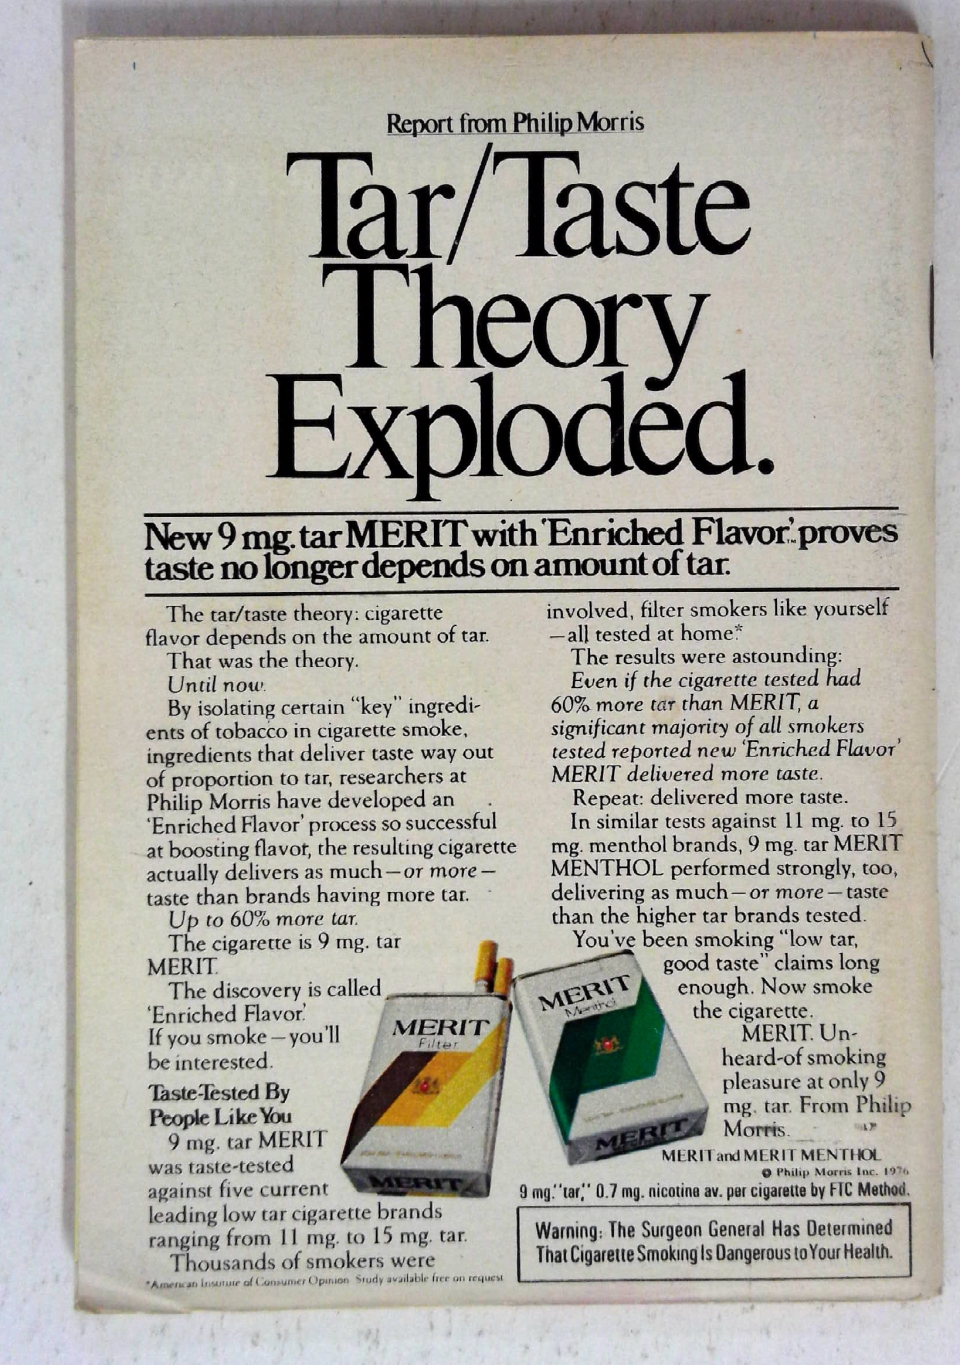 Report from Philip Morris
Tar/Taste
Theory
Exploded.
New 9 mg. tar MERIT with 'Enriched Flavor.' proves
taste no longer depends on amount of tar.
The tar/taste theory: cigarette
flavor depends on the amount of tar.
That was the theory.
Until now.
By isolating certain "key" ingredi-
ents of tobacco in cigarette smoke,
ingredients that deliver taste way out
of proportion to tar, researchers at
Philip Morris have developed an
'Enriched Flavor' process so successful
at boosting flavor, the resulting cigarette
actually delivers as much—or more—
taste than brands having more tar.
Up to 60% more tar.
The cigarette is 9 mg. tar
MERIT.
The discovery is called
'Enriched Flavor.'
If you smoke—you'll
be interested.
Taste-Tested By
People Like You
9 mg. tar MERIT
was taste-tested
against five current
leading low tar cigarette brands
ranging from 11 mg. to 15 mg. tar.
Thousands of smokers were
*American Institute of Consumer Opinion. Study available free on request.
involved, filter smokers like yourself
—all tested at home.*
The results were astounding:
Even if the cigarette tested had
60% more tar than MERIT, a
significant majority of all smokers
tested reported new 'Enriched Flavor'
MERIT delivered more taste.
Repeat: delivered more taste.
In similar tests against 11 mg. to 15
mg. menthol brands, 9 mg. tar MERIT
MENTHOL performed strongly, too,
delivering as much—or more—taste
than the higher tar brands tested.
You've been smoking "low tar,
good taste" claims long
enough. Now smoke
the cigarette.
MERIT. Un-
heard-of smoking
pleasure at only 9
mg. tar. From Philip
Morris.
MERIT
Filter
MERIT
MERIT
Menthol
MERIT
MERIT and MERIT MENTHOL
© Philip Morris Inc. 1976
9 mg. "tar," 0.7 mg. nicotine av. per cigarette by FTC Method.
Warning: The Surgeon General Has Determined
That Cigarette Smoking Is Dangerous to Your Health.